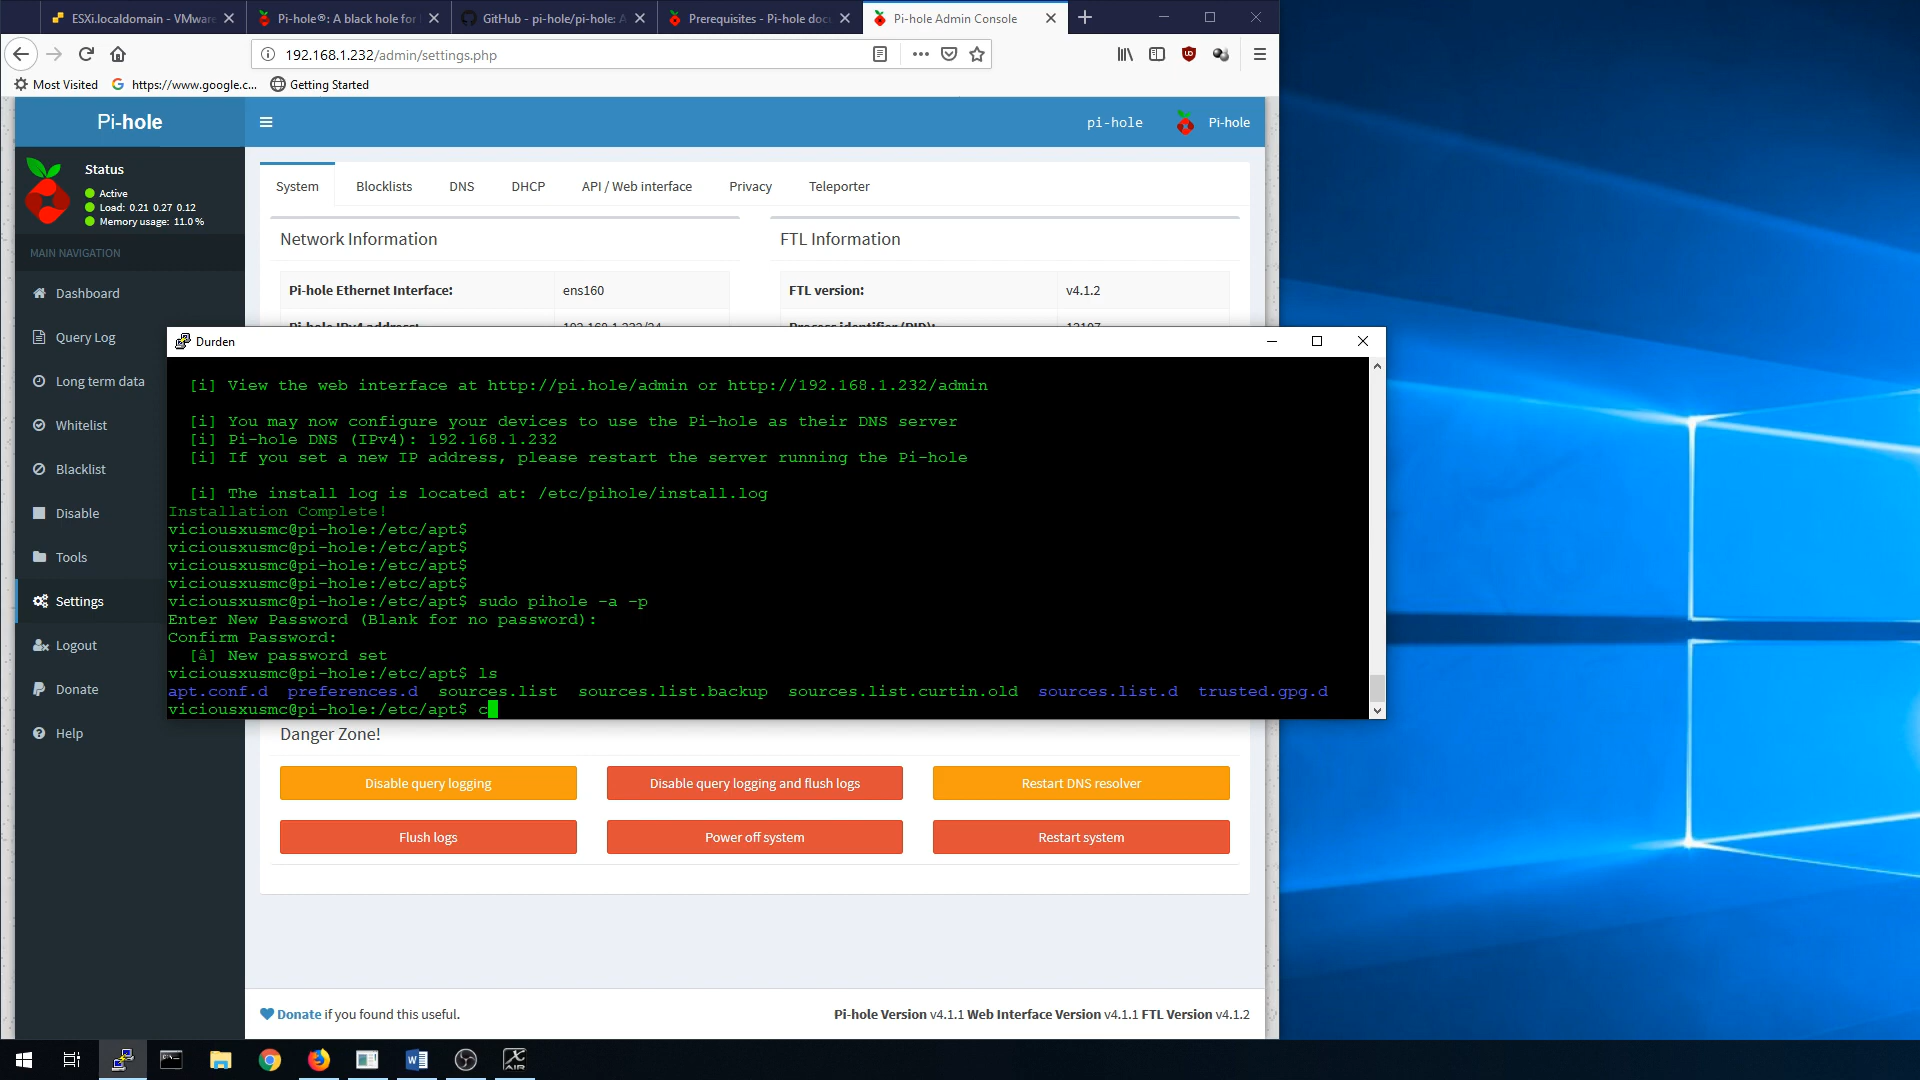 ESXi.localdomain - VMware
Pi-hole®: A black hole for
GitHub - pi-hole/pi-hole: A
Prerequisites - Pi-hole docu
Pi-hole Admin Console
192.168.1.232/admin/settings.php
Most Visited
https://www.google.c...
Getting Started
Pi-hole
pi-hole
Pi-hole
Status
Active
Load: 0.21 0.27 0.12
Memory usage: 11.0 %
MAIN NAVIGATION
Dashboard
Query Log
Long term data
Whitelist
Blacklist
Disable
Tools
Settings
Logout
Donate
Help
System
Blocklists
DNS
DHCP
API / Web interface
Privacy
Teleporter
Network Information
Pi-hole Ethernet Interface: ens160
Pi-hole IPv4 address: 192.168.1.232/24
FTL Information
FTL version: v4.1.2
Process identifier (PID):
Durden
[i] View the web interface at http://pi.hole/admin or http://192.168.1.232/admin
[i] You may now configure your devices to use the Pi-hole as their DNS server
[i] Pi-hole DNS (IPv4): 192.168.1.232
[i] If you set a new IP address, please restart the server running the Pi-hole
[i] The install log is located at: /etc/pihole/install.log
Installation Complete!
viciousxusmc@pi-hole:/etc/apt$
viciousxusmc@pi-hole:/etc/apt$
viciousxusmc@pi-hole:/etc/apt$
viciousxusmc@pi-hole:/etc/apt$
viciousxusmc@pi-hole:/etc/apt$ sudo pihole -a -p
Enter New Password (Blank for no password):
Confirm Password:
[â] New password set
viciousxusmc@pi-hole:/etc/apt$ ls
apt.conf.d preferences.d sources.list sources.list.backup sources.list.curtin.old sources.list.d trusted.gpg.d
viciousxusmc@pi-hole:/etc/apt$ c
Danger Zone!
Disable query logging
Disable query logging and flush logs
Restart DNS resolver
Flush logs
Power off system
Restart system
Donate if you found this useful.
Pi-hole Version v4.1.1 Web Interface Version v4.1.1 FTL Version v4.1.2